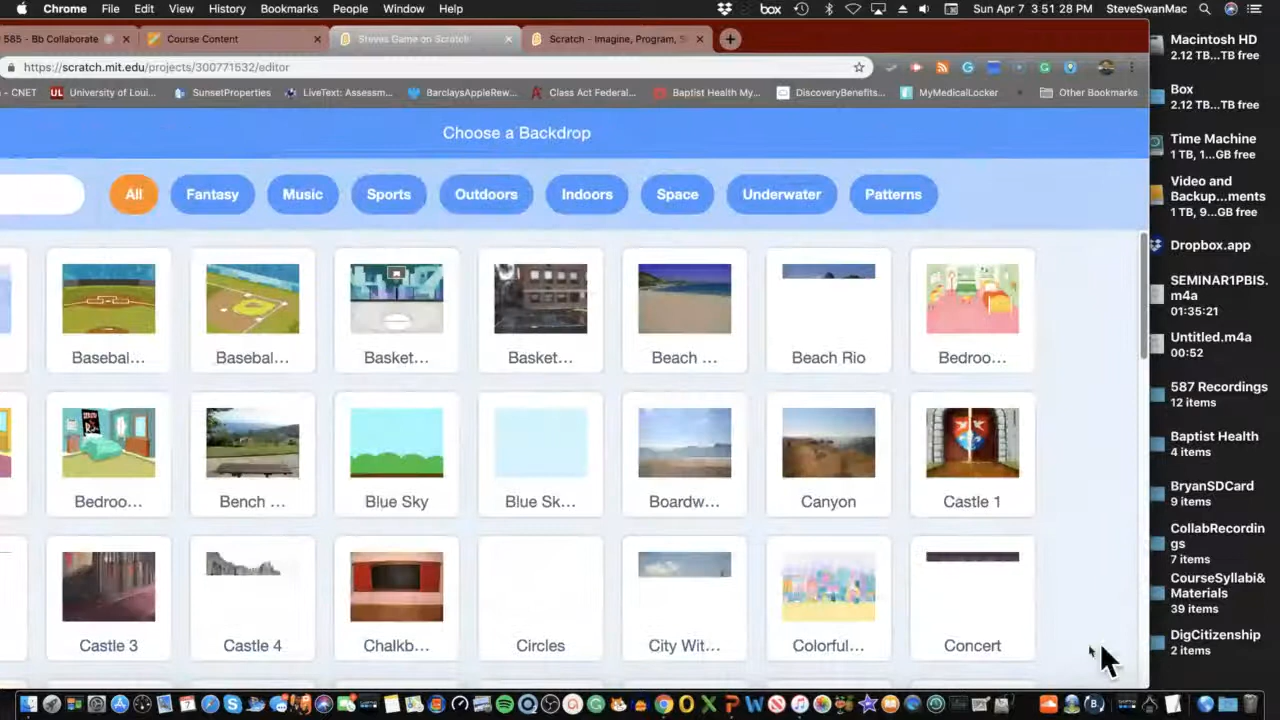 Chrome File Edit View History Bookmarks People Window Help box Sun Apr 7 3:51:28 PM SteveSwanMac
585 - Bb Collaborate Course Content Steves Game on Scratch Scratch - Imagine, Program, S
https://scratch.mit.edu/projects/300771532/editor
- CNET University of Loui... SunsetProperties LiveText: Assessm... BarclaysAppleRew... Class Act Federal... Baptist Health My... DiscoveryBenefits... MyMedicalLocker Other Bookmarks
Choose a Backdrop
All Fantasy Music Sports Outdoors Indoors Space Underwater Patterns
Basebal... Basebal... Basket... Basket... Beach ... Beach Rio Bedroo...
Bedroo... Bench ... Blue Sky Blue Sk... Boardw... Canyon Castle 1
Castle 3 Castle 4 Chalkb... Circles City Wit... Colorful... Concert
Macintosh HD
2.12 TB...TB free
Box
2.12 TB...TB free
Time Machine
1 TB, 1...GB free
Video and
Backup...ments
1 TB, 9...GB free
Dropbox.app
SEMINAR1PBIS.
m4a
01:35:21
Untitled.m4a
00:52
587 Recordings
12 items
Baptist Health
4 items
BryanSDCard
9 items
CollabRecordin
gs
7 items
CourseSyllabi&
Materials
39 items
DigCitizenship
2 items